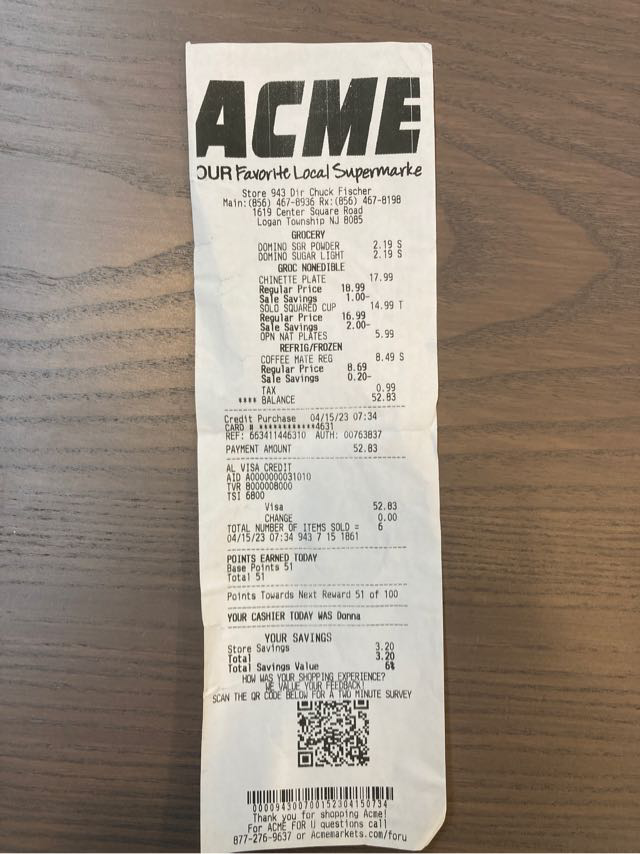 ACME
OUR Favorite Local Supermarke
Store 943 Dir Chuck Fischer
Main:(856) 467-8936 Rx:(856) 467-8198
1619 Center Square Road
Logan Township NJ 8085
GROCERY
DOMINO SGR POWDER 2.19 S
DOMINO SUGAR LIGHT 2.19 S
GROC NONEDIBLE
CHINETTE PLATE 17.99
Regular Price 18.99
Sale Savings 1.00-
SOLO SQUARED CUP 14.99 T
Regular Price 16.99
Sale Savings 2.00-
OPN NAT PLATES 5.99
REFRIG/FROZEN
COFFEE MATE REG 8.49 S
Regular Price 8.69
Sale Savings 0.20-
TAX 0.99
**** BALANCE 52.83
Credit Purchase 04/15/23 07:34
CARD # ************4631
REF: 663411446310 AUTH: 00763837
PAYMENT AMOUNT 52.83
AL VISA CREDIT
AID A0000000031010
TVR 8000008000
TSI 6800
Visa 52.83
CHANGE 0.00
TOTAL NUMBER OF ITEMS SOLD = 6
04/15/23 07:34 943 7 15 1861
POINTS EARNED TODAY
Base Points 51
Total 51
Points Towards Next Reward 51 of 100
YOUR CASHIER TODAY WAS Donna
YOUR SAVINGS
Store Savings 3.20
Total 3.20
Total Savings Value 6%
HOW WAS YOUR SHOPPING EXPERIENCE?
WE VALUE YOUR FEEDBACK!
SCAN THE QR CODE BELOW FOR A TWO MINUTE SURVEY
00009430070015​2304150734
Thank you for shopping Acme!
For ACME FOR U questions call
877-276-9637 or Acmemarkets.com/foru